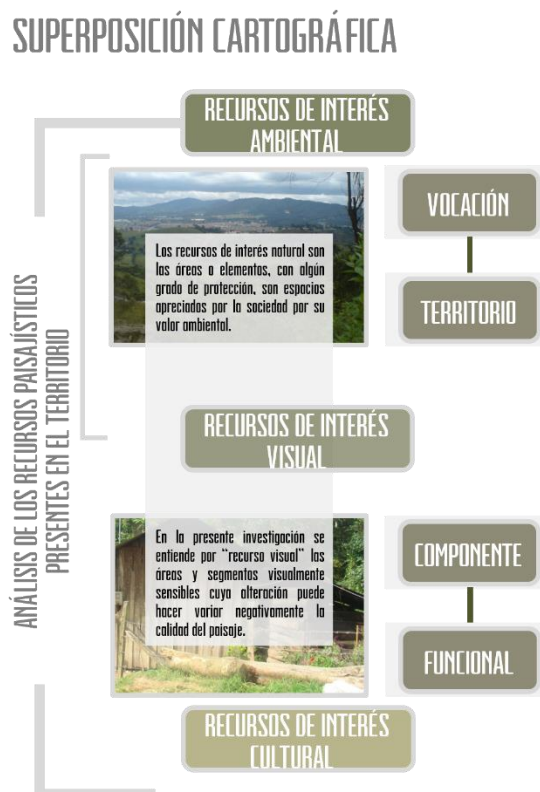 SUPERPOSICIÓN CARTOGRÁFICA
RECURSOS DE INTERÉS
AMBIENTAL
Los recursos de interés natural son
las áreas o elementos, con algún
grado de protección, son espacios
apreciados por la sociedad por su
valor ambiental.
VOCACIÓN
TERRITORIO
ANÁLISIS DE LOS RECURSOS PAISAJÍSTICOS
PRESENTES EN EL TERRITORIO
RECURSOS DE INTERÉS
VISUAL
En la presente investigación se
entiende por “recurso visual” las
áreas y segmentos visualmente
sensibles cuya alteración puede
hacer variar negativamente la
calidad del paisaje.
COMPONENTE
FUNCIONAL
RECURSOS DE INTERÉS
CULTURAL